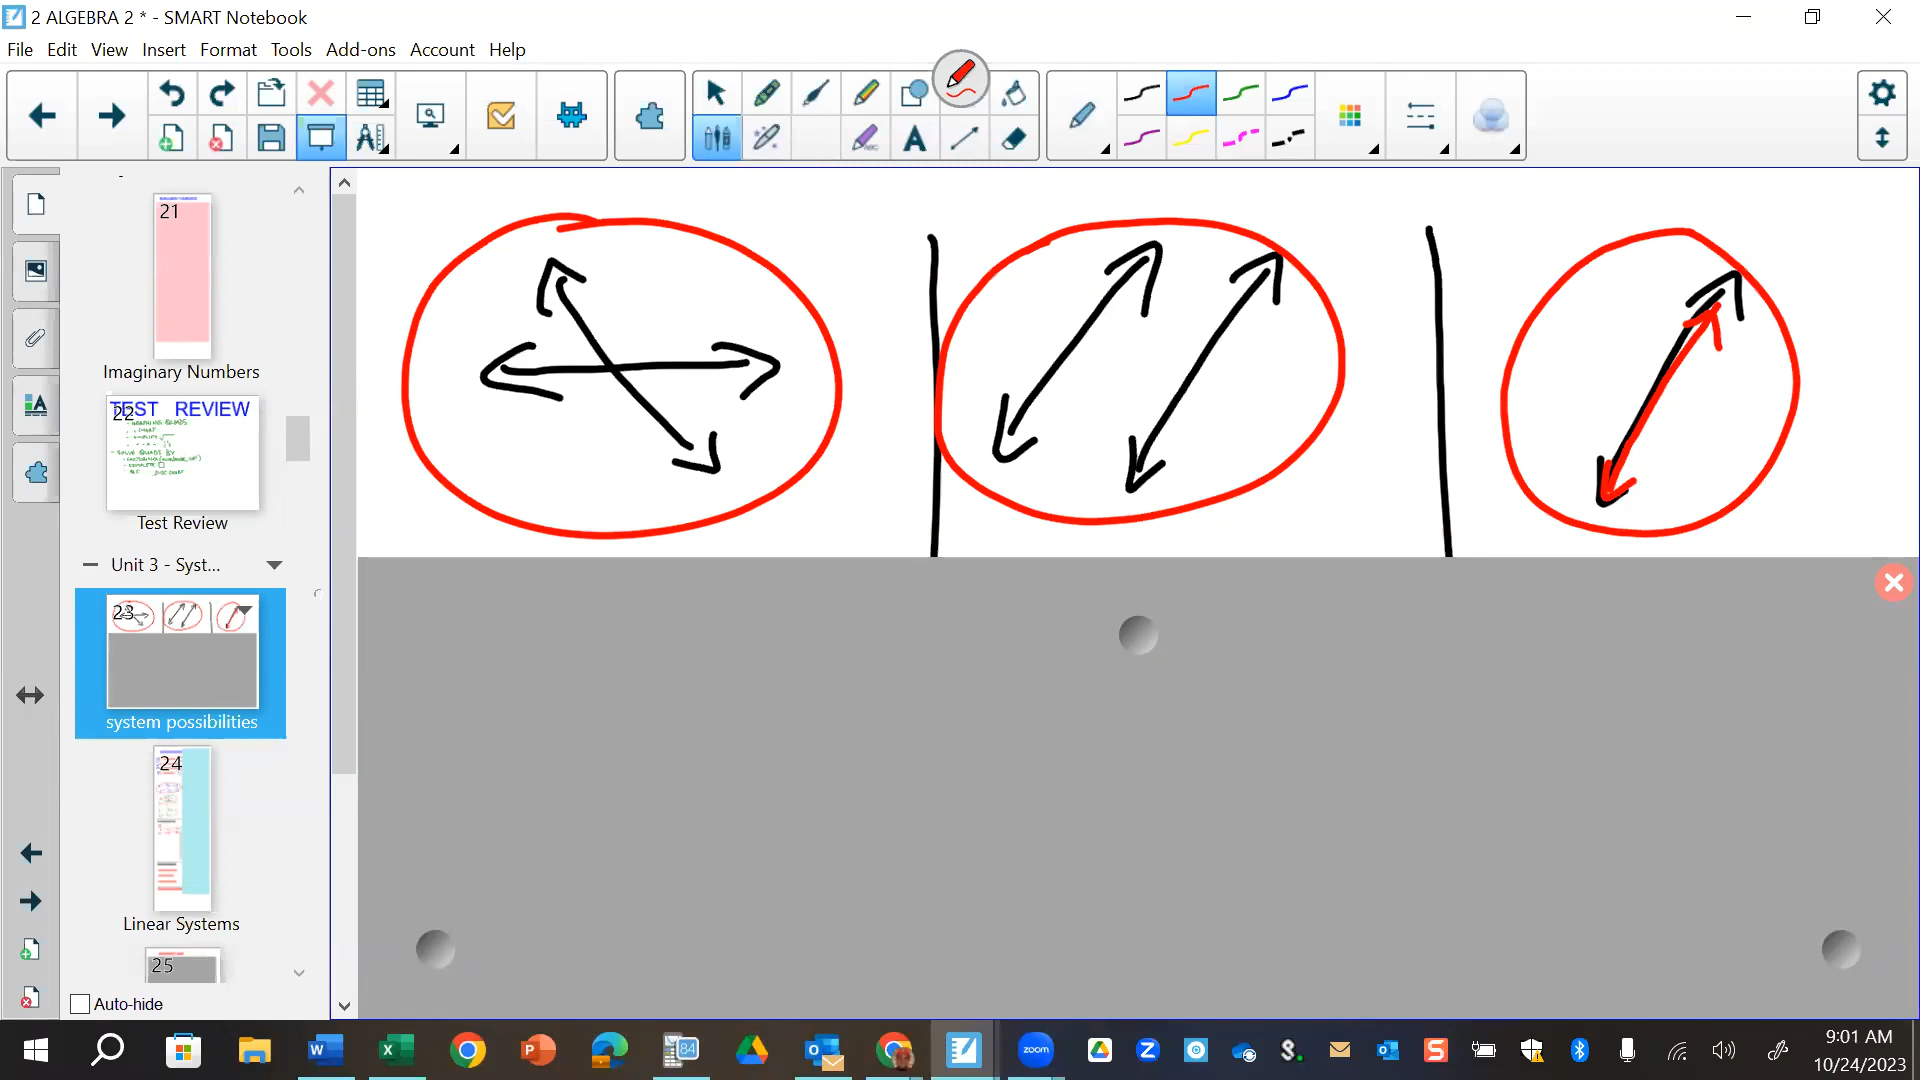 2 ALGEBRA 2 * - SMART Notebook
File Edit View Insert Format Tools Add-ons Account Help
21
Imaginary Numbers
22
TEST REVIEW
Test Review
Unit 3 - Syst...
23
system possibilities
24
Linear Systems
25
Auto-hide
84
zoom
9:01 AM
10/24/2023